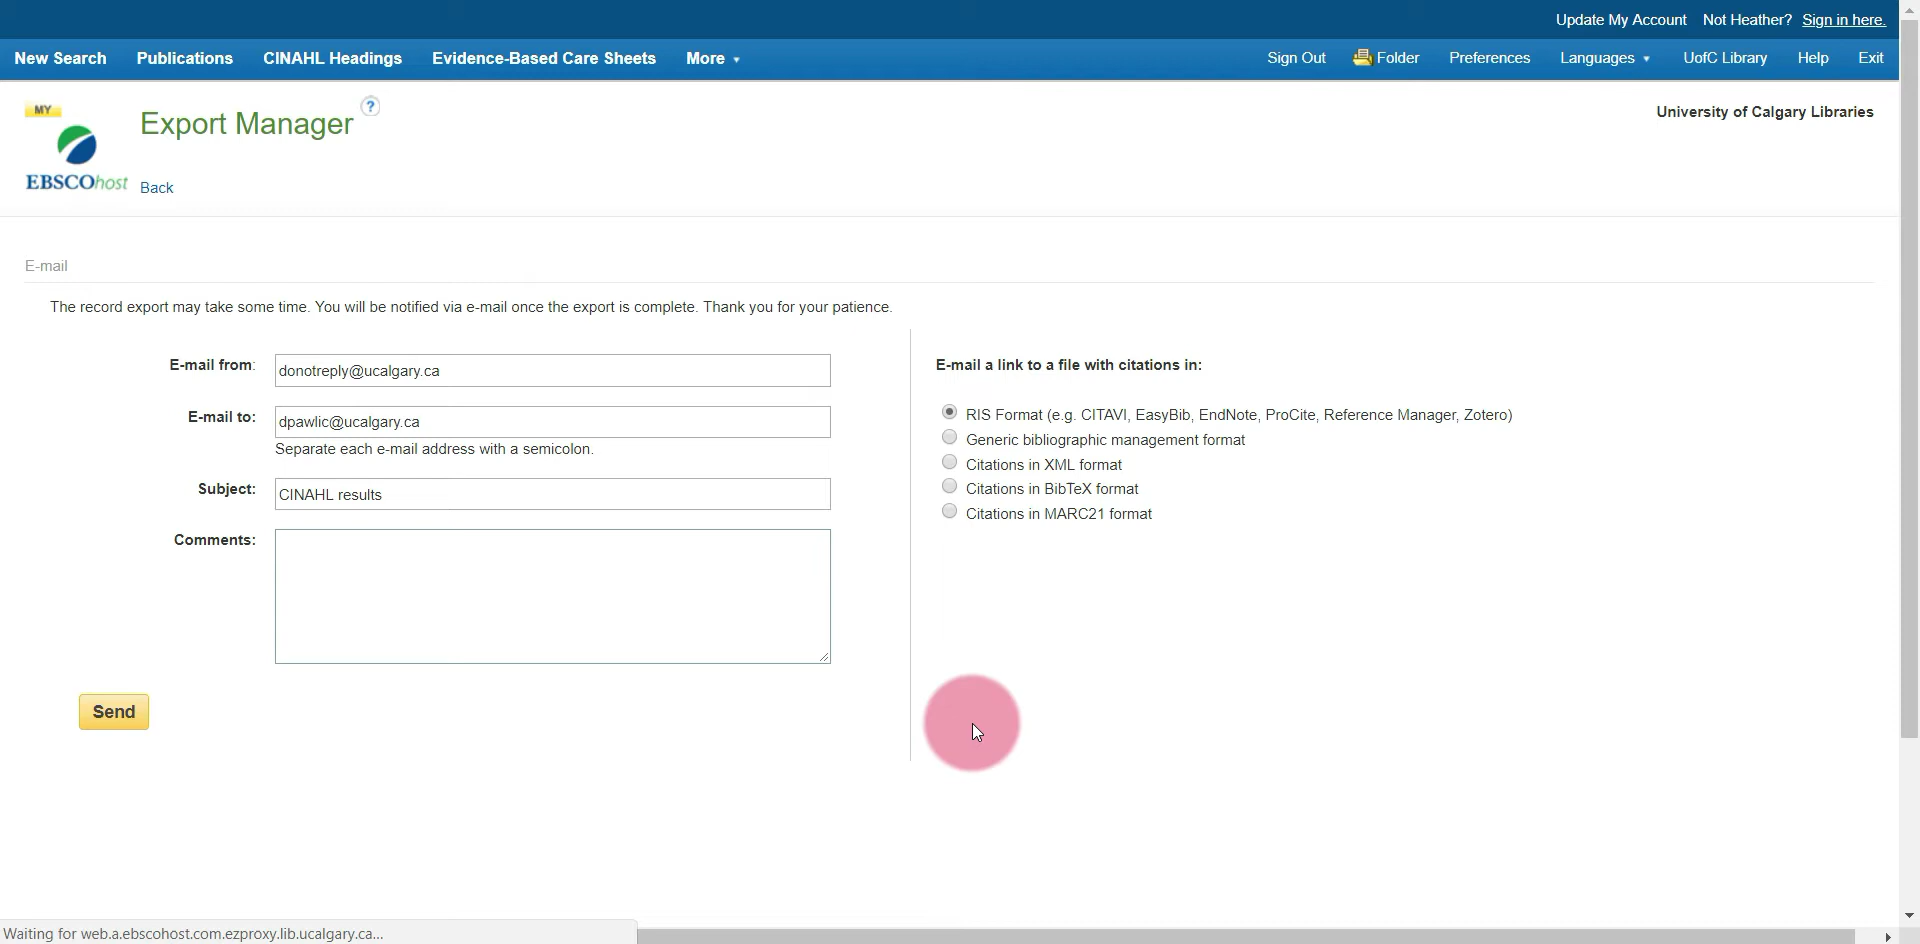 Update My Account Not Heather? Sign in here.
New Search Publications CINAHL Headings Evidence-Based Care Sheets More Sign Out Folder Preferences Languages UofC Library Help Exit
MY
Export Manager ?
University of Calgary Libraries
EBSCOhost
Back
E-mail
The record export may take some time. You will be notified via e-mail once the export is complete. Thank you for your patience.
E-mail from: donotreply@ucalgary.ca
E-mail to: dpawlic@ucalgary.ca
Separate each e-mail address with a semicolon.
Subject: CINAHL results
Comments:
Send
E-mail a link to a file with citations in:
RIS Format (e.g. CITAVI, EasyBib, EndNote, ProCite, Reference Manager, Zotero)
Generic bibliographic management format
Citations in XML format
Citations in BibTeX format
Citations in MARC21 format
Waiting for web.a.ebscohost.com.ezproxy.lib.ucalgary.ca...